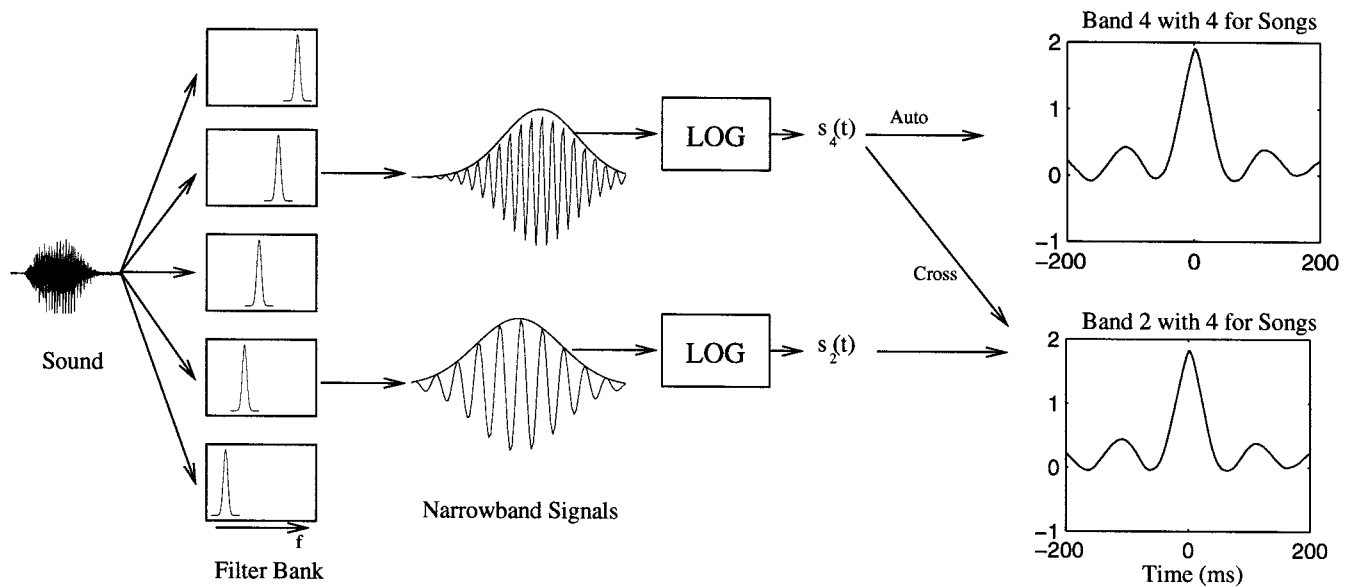 Sound
f
Filter Bank
Narrowband Signals
LOG
s4(t)
Auto
Cross
LOG
s2(t)
Band 4 with 4 for Songs
2
1
0
−1
−200
0
200
Band 2 with 4 for Songs
2
1
0
−1
−200
0
200
Time (ms)